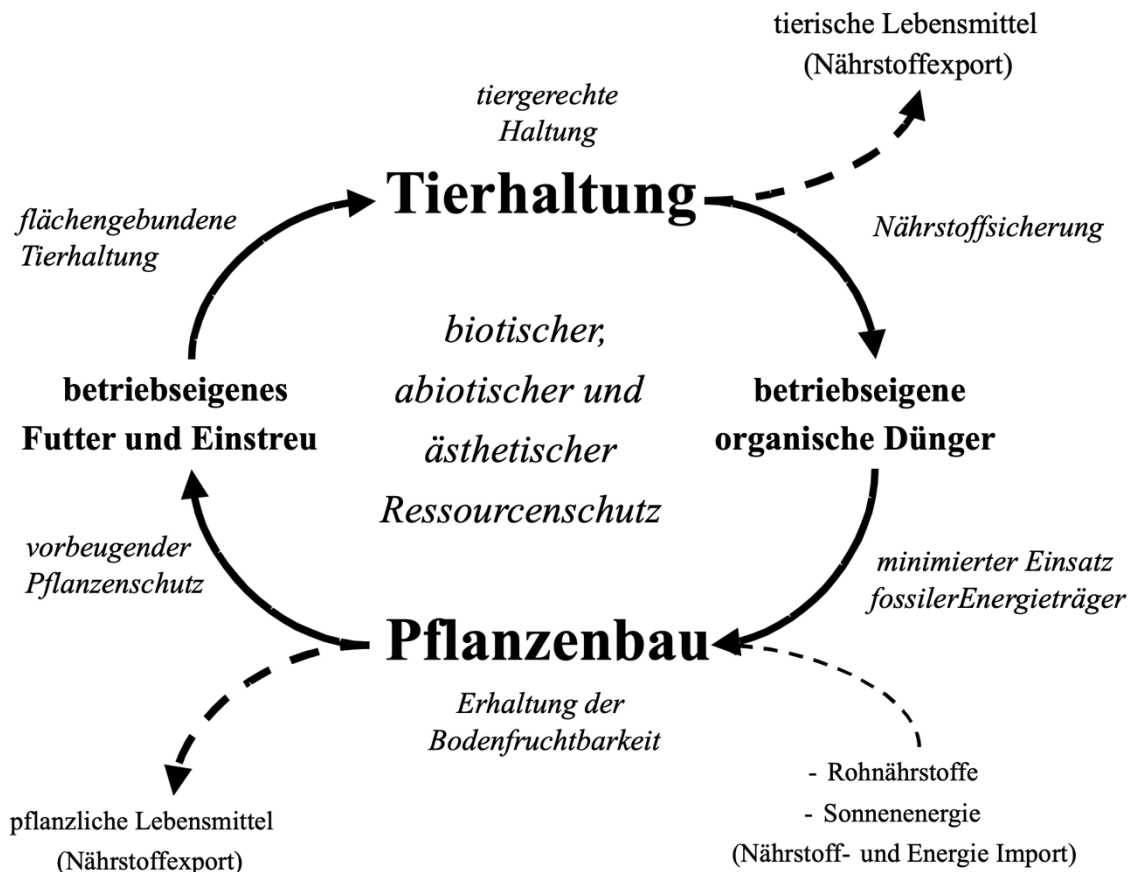 tierische Lebensmittel
(Nährstoffexport)
tiergerechte
Haltung
Tierhaltung
flächengebundene
Tierhaltung
Nährstoffsicherung
biotischer,
abiotischer und
ästhetischer
Ressourcenschutz
betriebseigenes
Futter und Einstreu
betriebseigene
organische Dünger
vorbeugender
Pflanzenschutz
minimierter Einsatz
fossilerEnergieträger
Pflanzenbau
Erhaltung der
Bodenfruchtbarkeit
pflanzliche Lebensmittel
(Nährstoffexport)
- Rohnährstoffe
- Sonnenenergie
(Nährstoff- und Energie Import)